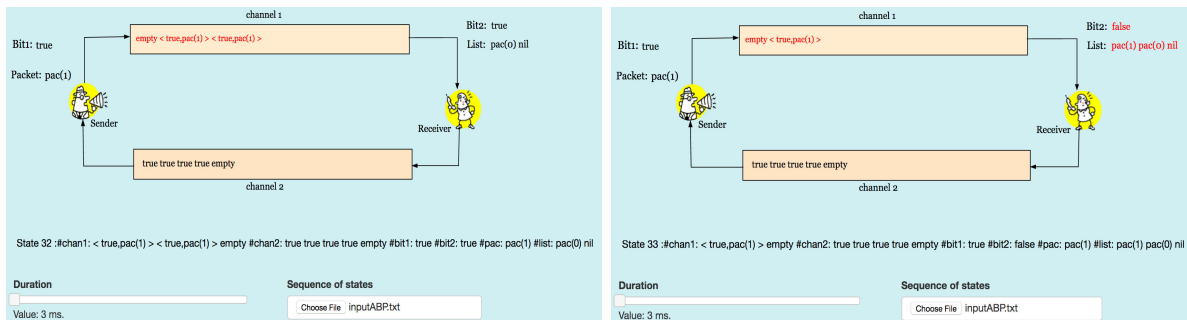 channel 1
Bit2: true
Bit1: true
empty < true,pac(1) > < true,pac(1) >
List: pac(0) nil
Packet: pac(1)
Sender
Receiver
true true true true empty
channel 2
State 32 :#chan1: < true,pac(1) > < true,pac(1) > empty #chan2: true true true true empty #bit1: true #bit2: true #pac: pac(1) #list: pac(0) nil
Duration
Sequence of states
Choose File inputABP.txt
Value: 3 ms.
channel 1
Bit2: false
Bit1: true
empty < true,pac(1) >
List: pac(1) pac(0) nil
Packet: pac(1)
Sender
Receiver
true true true true empty
channel 2
State 33 :#chan1: < true,pac(1) > empty #chan2: true true true true empty #bit1: true #bit2: false #pac: pac(1) #list: pac(1) pac(0) nil
Duration
Sequence of states
Choose File inputABP.txt
Value: 3 ms.